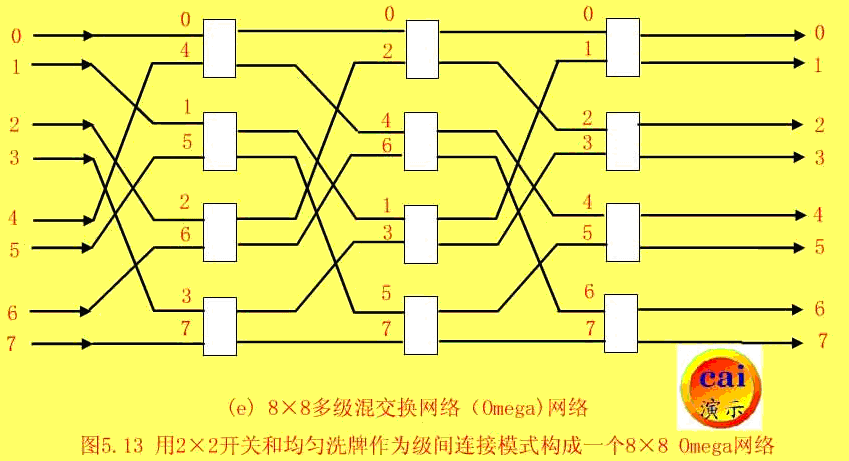 0 0 0 0 0
4 2 1
1 1
1 4 2
2 5 6 3 2
3 3
2 1 4
4 6 3 5 4
5 5
3 5 6
6 7 7 7 6
7 7
cai
演示
(e) 8×8多级混交换网络（Omega)网络
图5.13 用2×2开关和均匀洗牌作为级间连接模式构成一个8×8 Omega网络